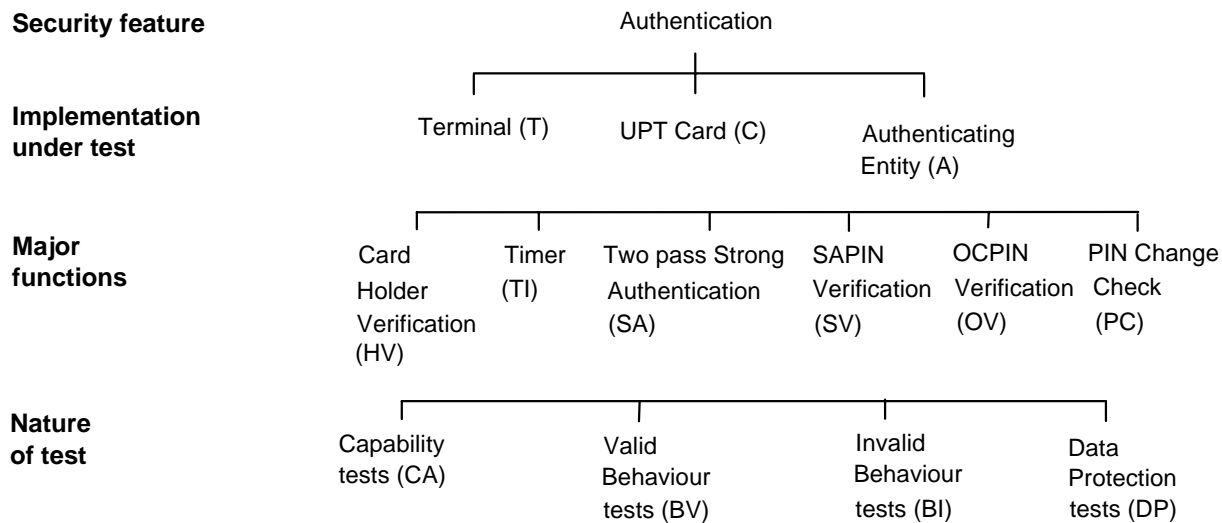 Security feature
Authentication
Implementation
under test
Terminal (T)
UPT Card (C)
Authenticating
Entity (A)
Major
functions
Card
Holder
Verification
(HV)
Timer
(TI)
Two pass Strong
Authentication
(SA)
SAPIN
Verification
(SV)
OCPIN
Verification
(OV)
PIN Change
Check
(PC)
Nature
of test
Capability
tests (CA)
Valid
Behaviour
tests (BV)
Invalid
Behaviour
tests (BI)
Data
Protection
tests (DP)